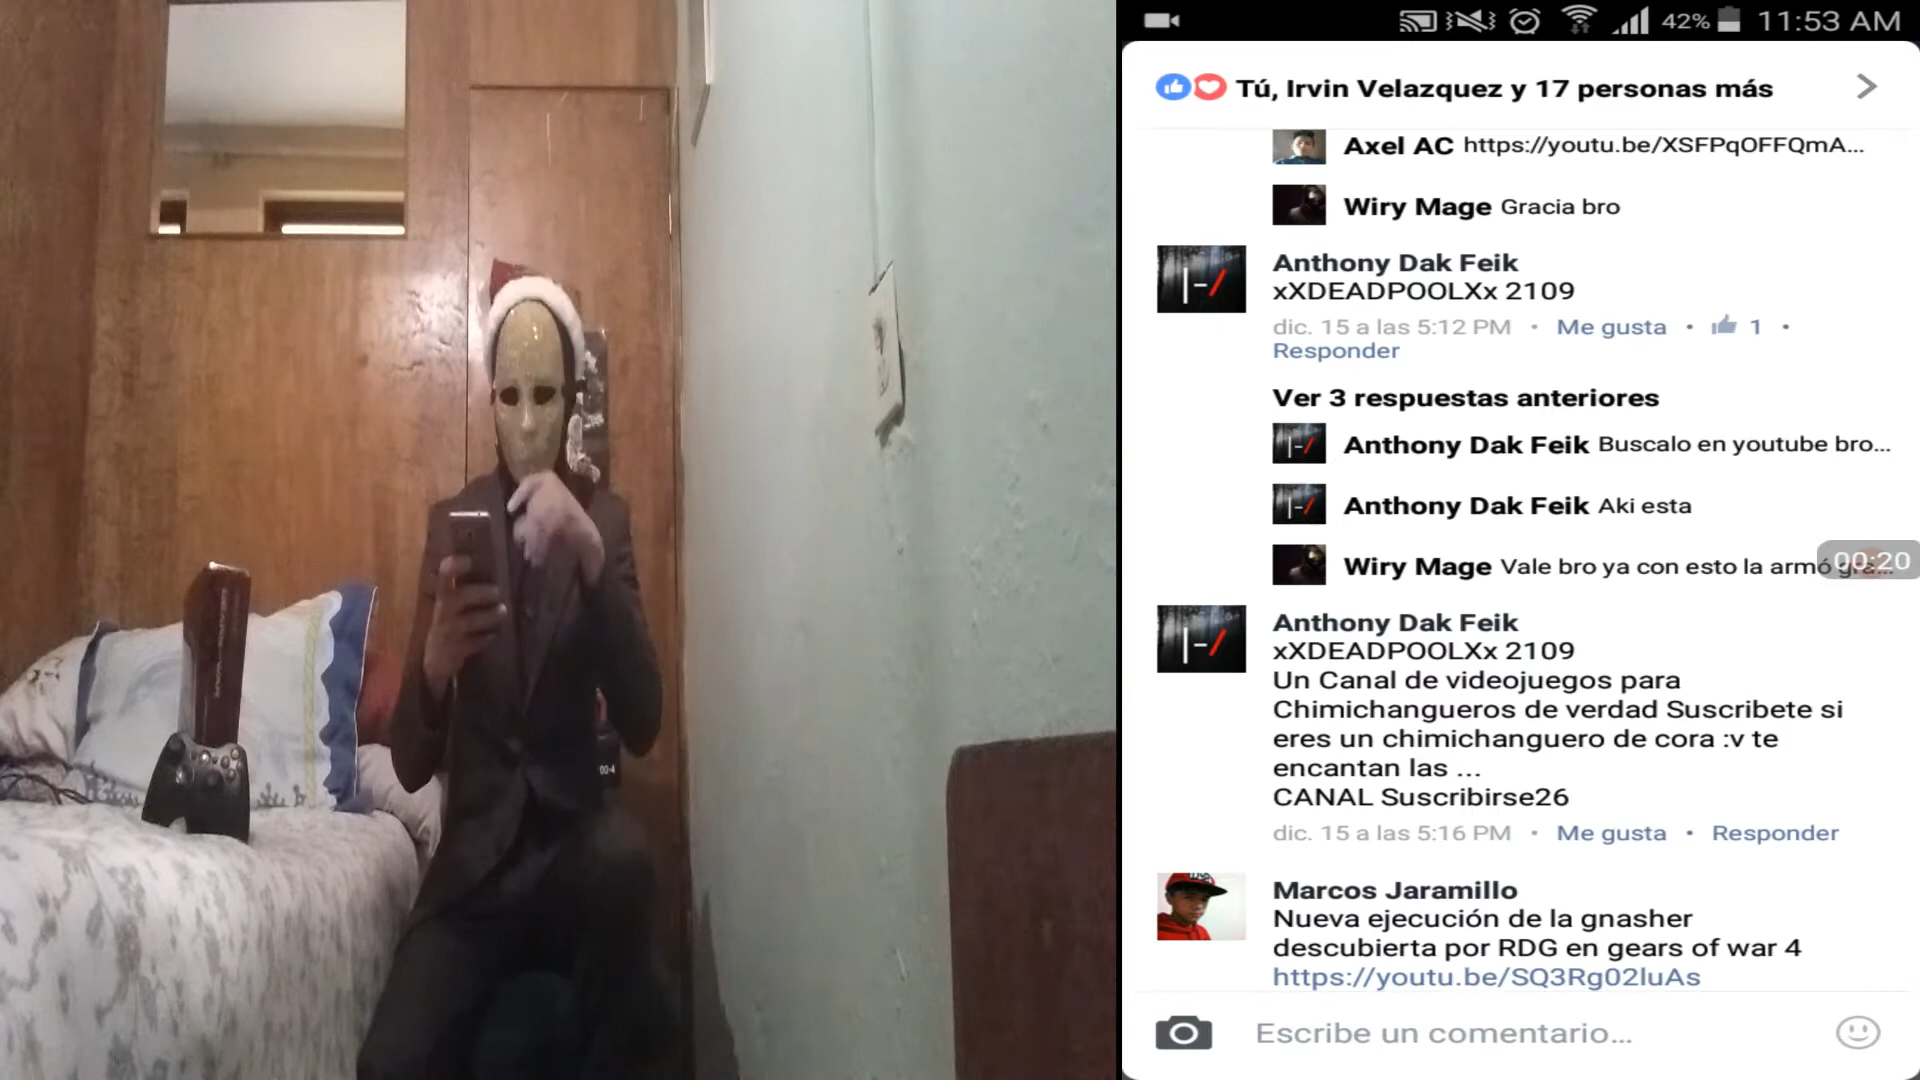 42% 11:53 AM
Tú, Irvin Velazquez y 17 personas más
Axel AC https://youtu.be/XSFPqOFFQmA...
Wiry Mage Gracia bro
Anthony Dak Feik
xXDEADPOOLXx 2109
dic. 15 a las 5:12 PM • Me gusta • 1 •
Responder
Ver 3 respuestas anteriores
Anthony Dak Feik Buscalo en youtube bro...
Anthony Dak Feik Aki esta
Wiry Mage Vale bro ya con esto la armó
00:20
Anthony Dak Feik
xXDEADPOOLXx 2109
Un Canal de videojuegos para
Chimichangueros de verdad Suscribete si
eres un chimichanguero de cora :v te
encantan las ...
CANAL Suscribirse26
dic. 15 a las 5:16 PM • Me gusta • Responder
Marcos Jaramillo
Nueva ejecución de la gnasher
descubierta por RDG en gears of war 4
https://youtu.be/SQ3Rg02luAs
Escribe un comentario...